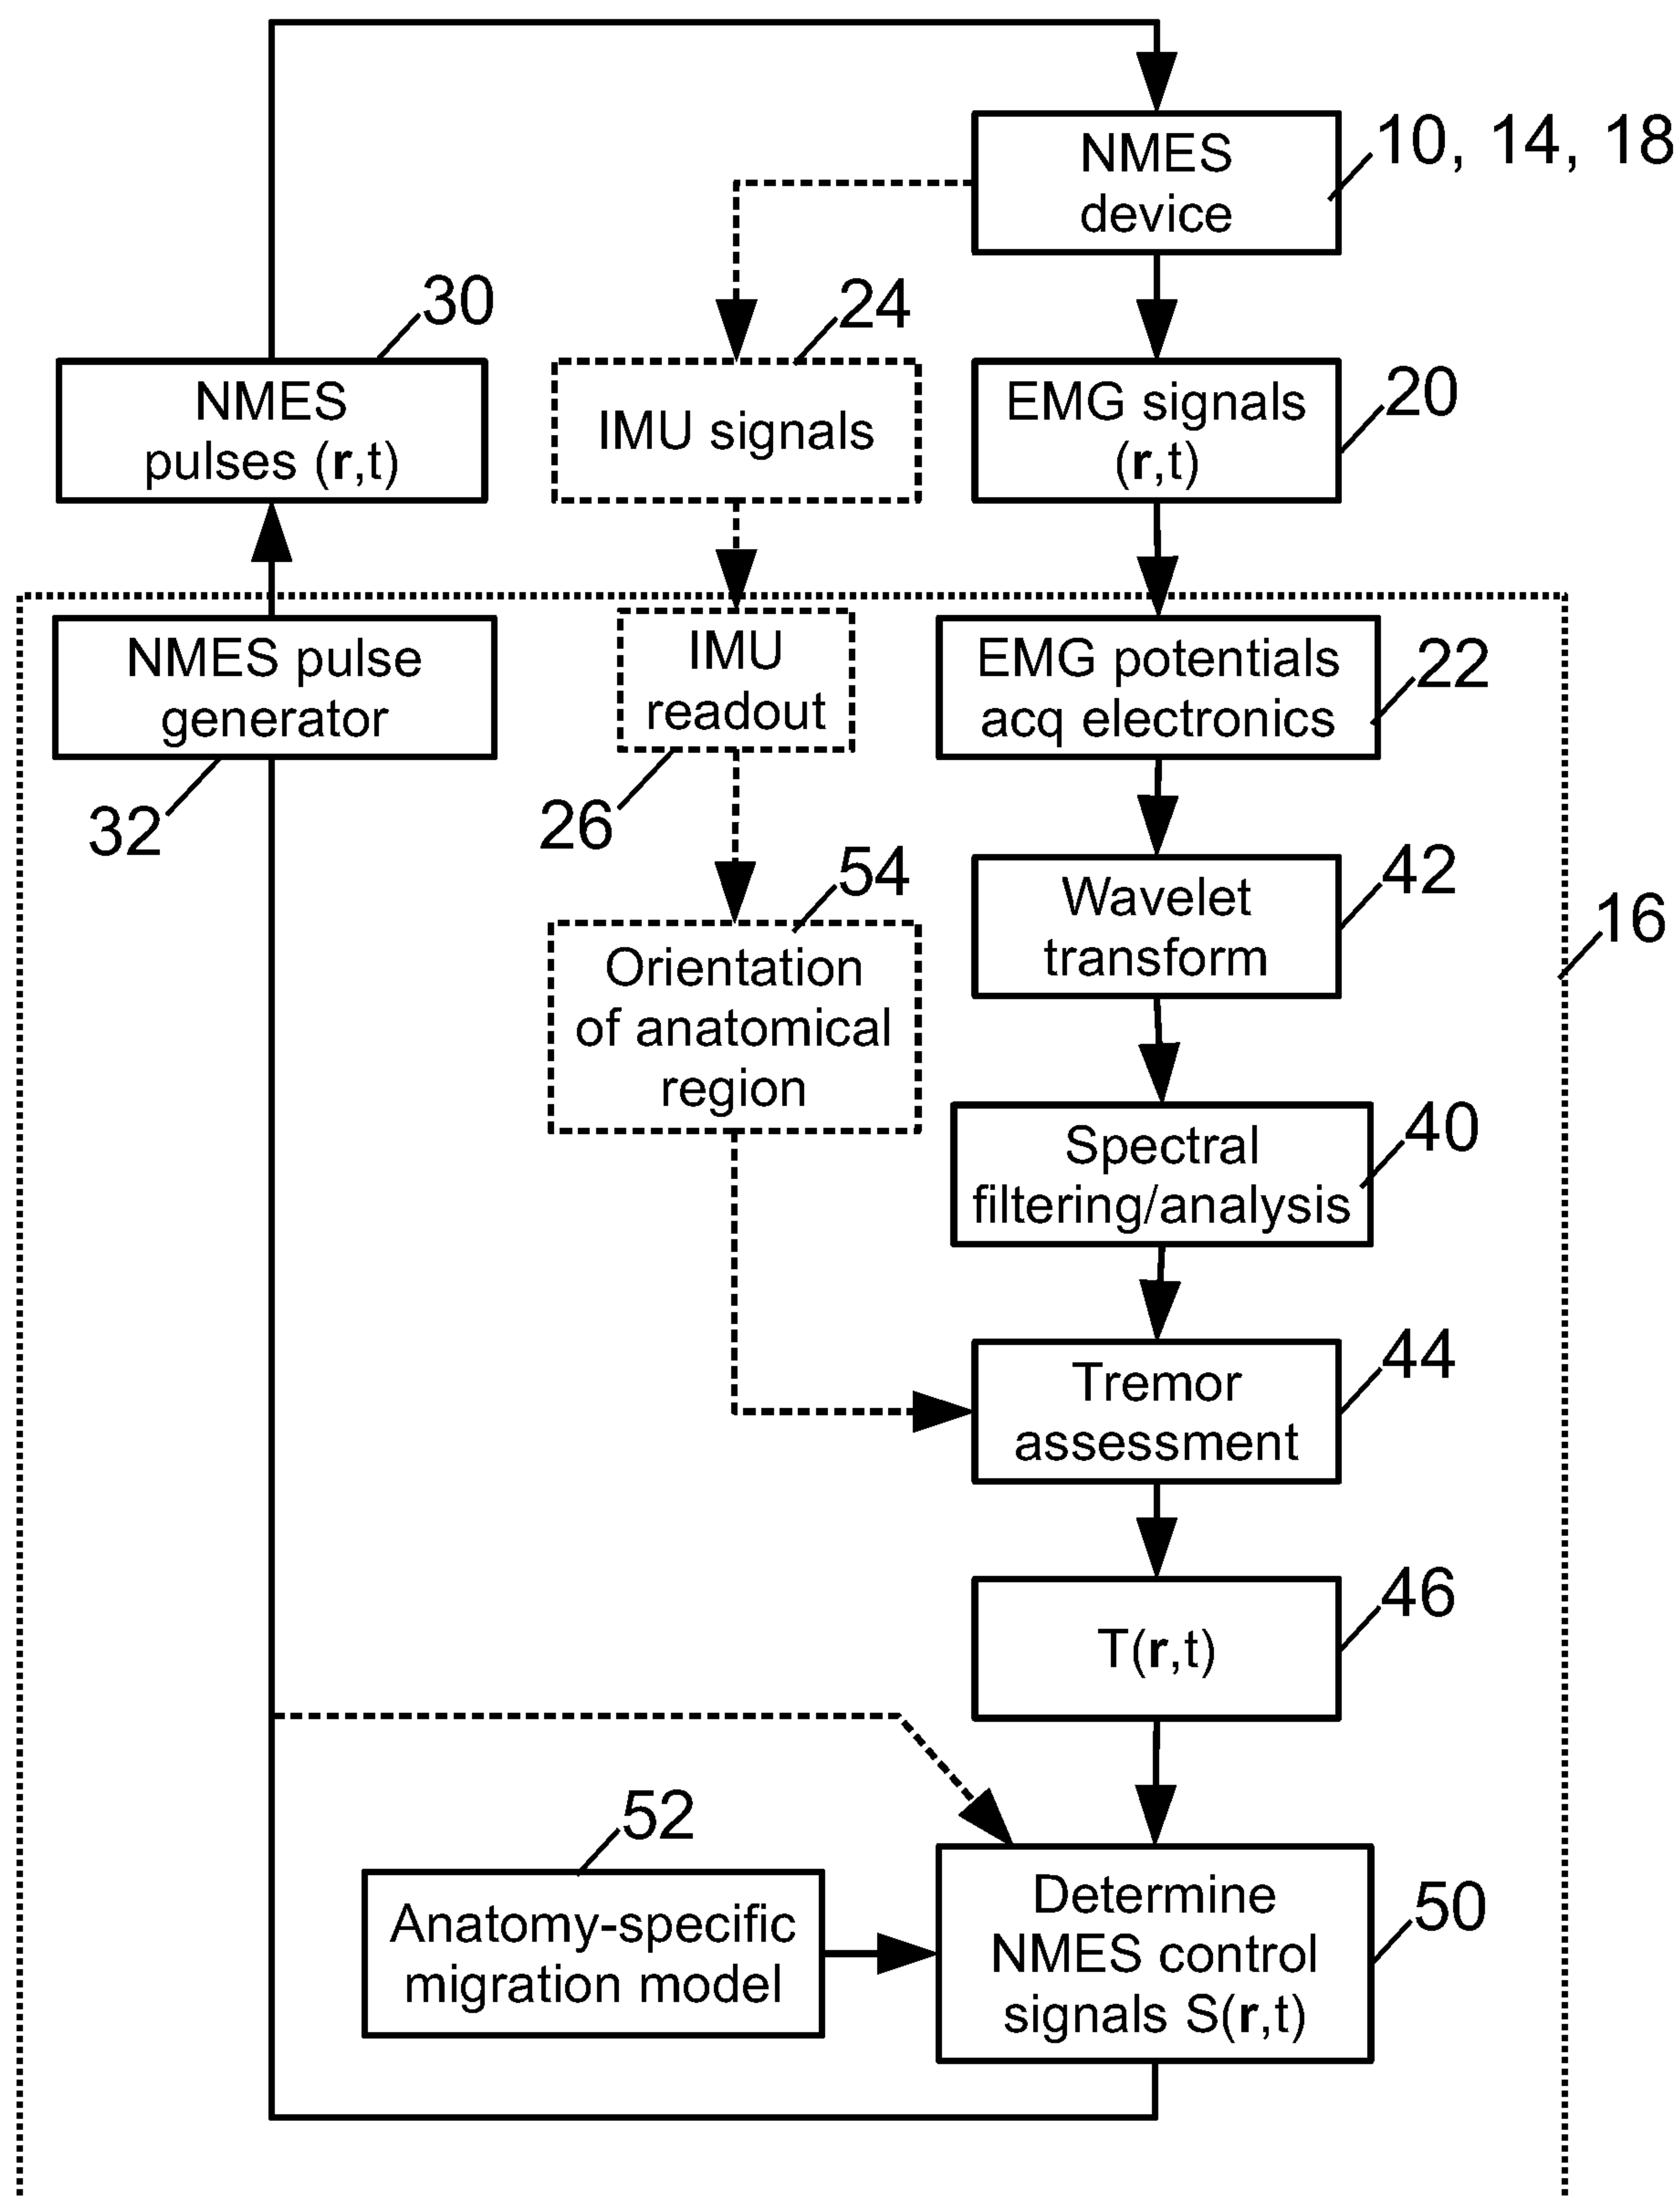 NMES
device
10, 14, 18
30
24
NMES
pulses (r,t)
IMU signals
EMG signals
(r,t)
20
NMES pulse
generator
32
IMU
readout
26
EMG potentials
acq electronics
22
54
Orientation
of anatomical
region
Wavelet
transform
42
16
Spectral
filtering/analysis
40
Tremor
assessment
44
T(r,t)
46
52
Anatomy-specific
migration model
Determine
NMES control
signals S(r,t)
50